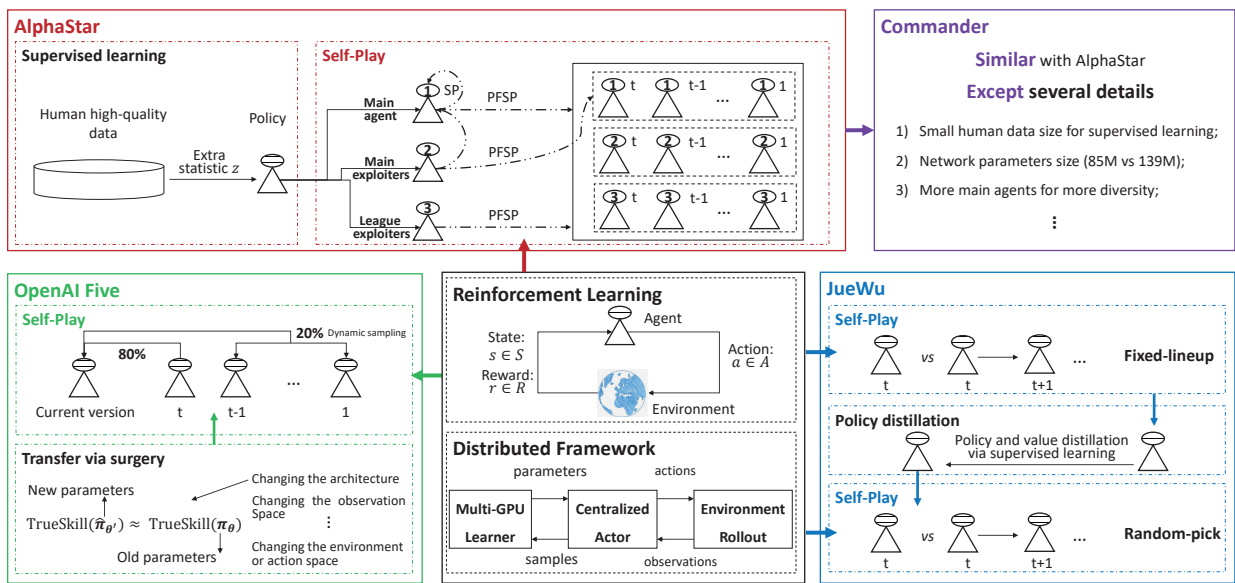 AlphaStar
Supervised learning
Human high-quality
data
Policy
Extra
statistic z
Self-Play
1
SP
Main
agent
PFSP
2
Main
exploiters
PFSP
3
League
exploiters
PFSP
1 t 1 t-1 ... 1 1
2 t 2 t-1 ... 2 1
3 t 3 t-1 ... 3 1
Commander
Similar with AlphaStar
Except several details
1) Small human data size for supervised learning;
2) Network parameters size (85M vs 139M);
3) More main agents for more diversity;
⋮
OpenAI Five
Self-Play
20% Dynamic sampling
80%
...
Current version t t-1 1
Transfer via surgery
New parameters
TrueSkill(π̂θ′) ≈ TrueSkill(πθ)
Old parameters
Changing the architecture
Changing the observation
Space
⋮
Changing the environment
or action space
Reinforcement Learning
Agent
State:
s ∈ S
Reward:
r ∈ R
Action:
a ∈ A
Environment
Distributed Framework
parameters actions
Multi-GPU
Learner
Centralized
Actor
Environment
Rollout
samples observations
JueWu
Self-Play
vs ... Fixed-lineup
t t t+1
Policy distillation
Policy and value distillation
via supervised learning
Self-Play
vs ... Random-pick
t t t+1